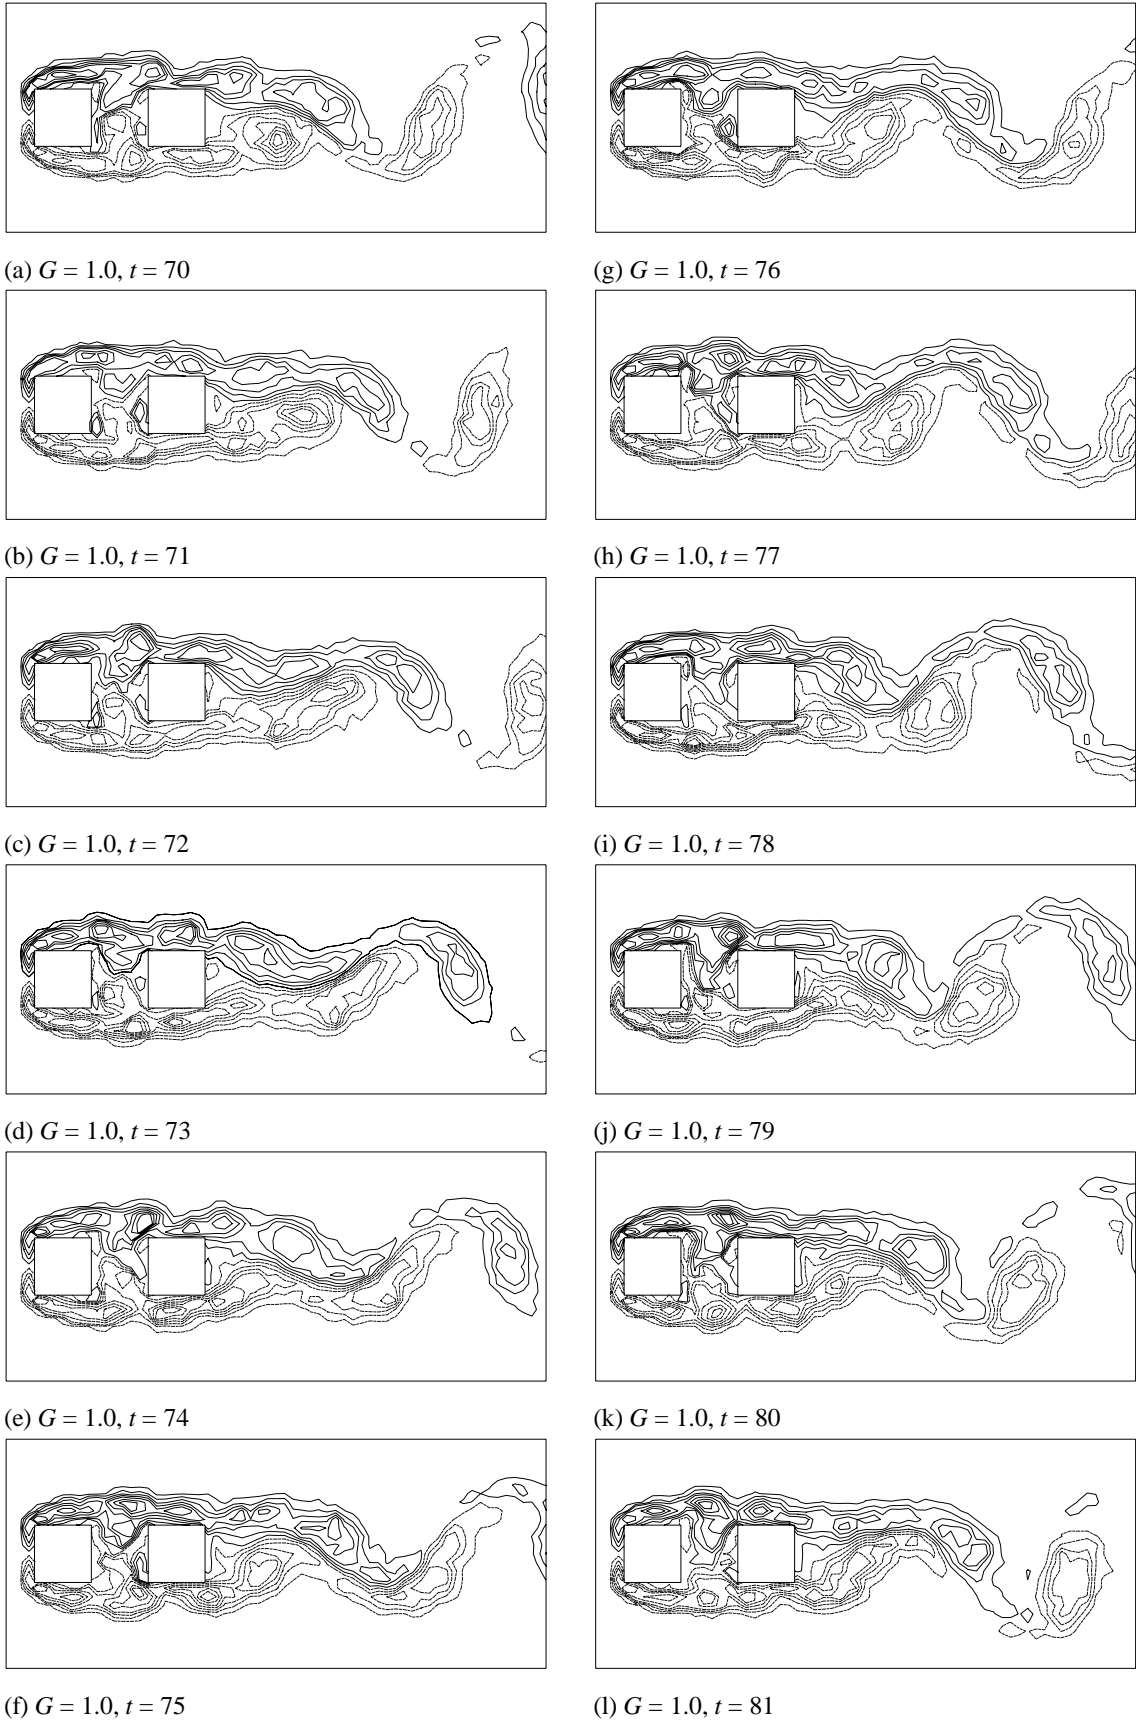 (a) G = 1.0, t = 70
(g) G = 1.0, t = 76
(b) G = 1.0, t = 71
(h) G = 1.0, t = 77
(c) G = 1.0, t = 72
(i) G = 1.0, t = 78
(d) G = 1.0, t = 73
(j) G = 1.0, t = 79
(e) G = 1.0, t = 74
(k) G = 1.0, t = 80
(f) G = 1.0, t = 75
(l) G = 1.0, t = 81